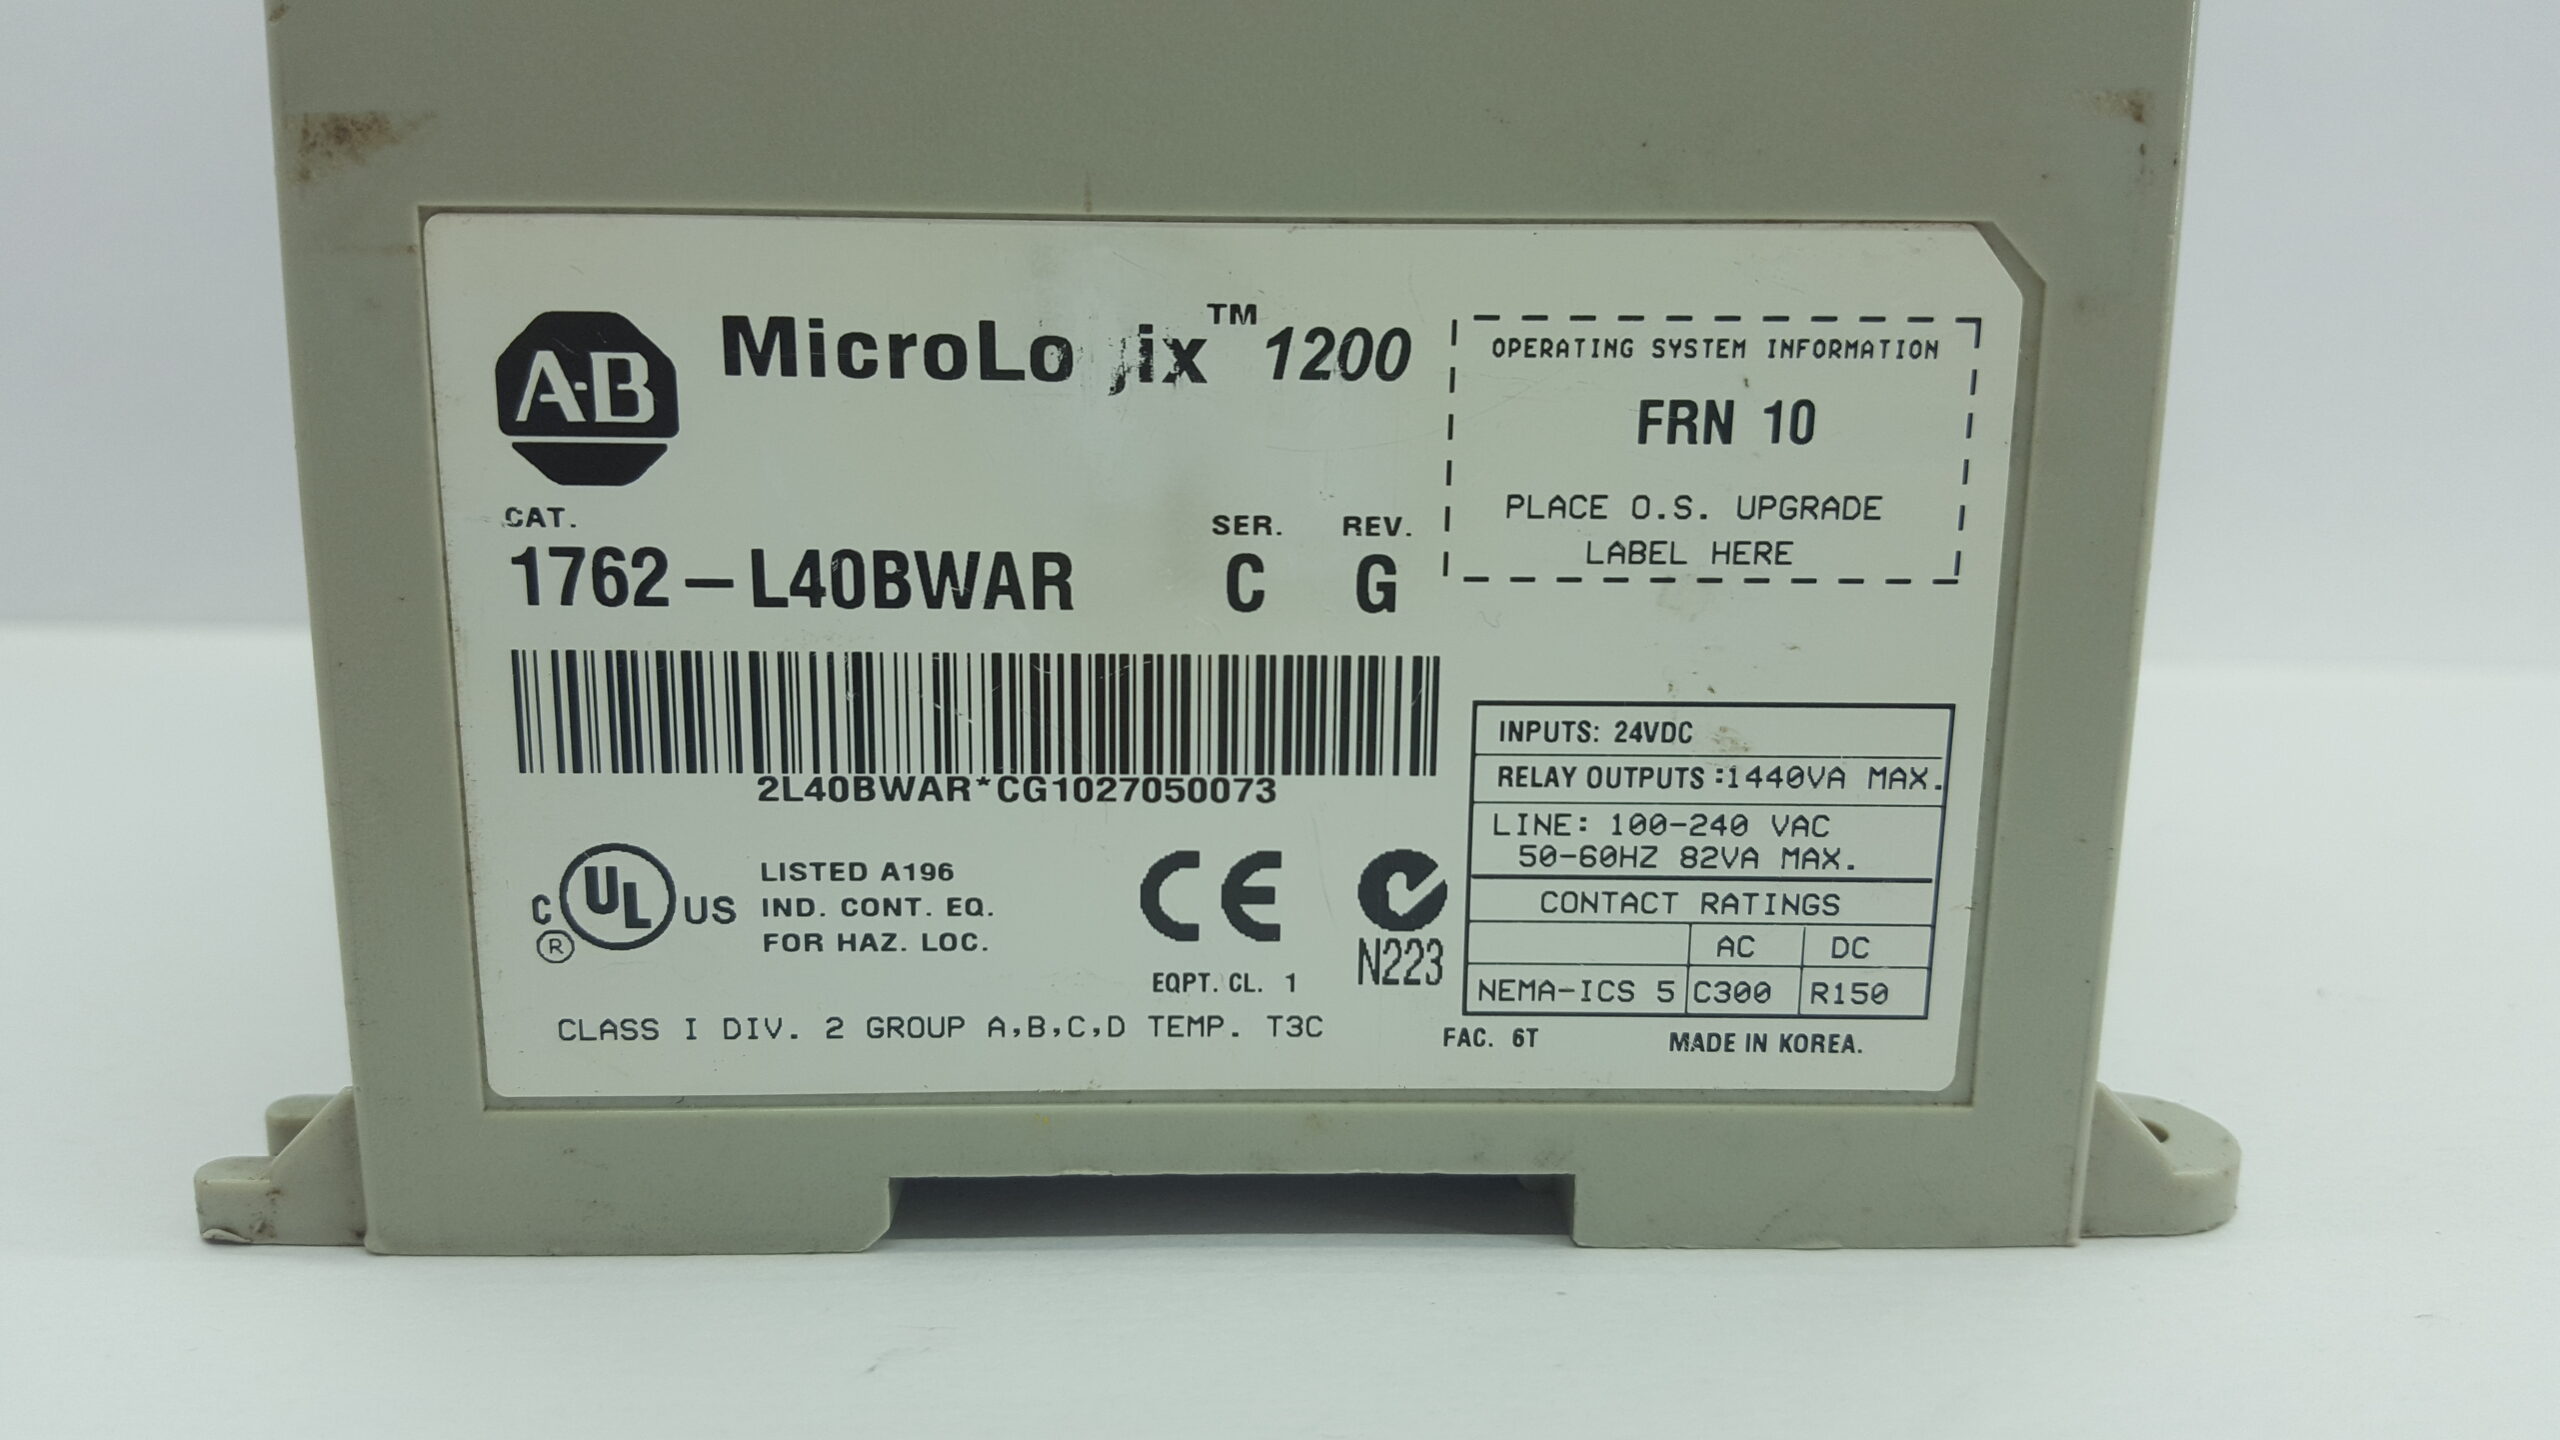 A-B
MicroLo ix™ 1200
OPERATING SYSTEM INFORMATION
FRN 10
PLACE O.S. UPGRADE
LABEL HERE
CAT.
SER. REV.
1762-L40BWAR C G
2L40BWAR*CG1027050073
INPUTS: 24VDC
RELAY OUTPUTS :1440VA MAX.
LINE: 100-240 VAC
50-60HZ 82VA MAX.
CONTACT RATINGS
AC DC
NEMA-ICS 5 C300 R150
C UL US
®
LISTED A196
IND. CONT. EQ.
FOR HAZ. LOC.
CE
N223
EQPT. CL. 1
CLASS I DIV. 2 GROUP A,B,C,D TEMP. T3C
FAC. 6T
MADE IN KOREA.